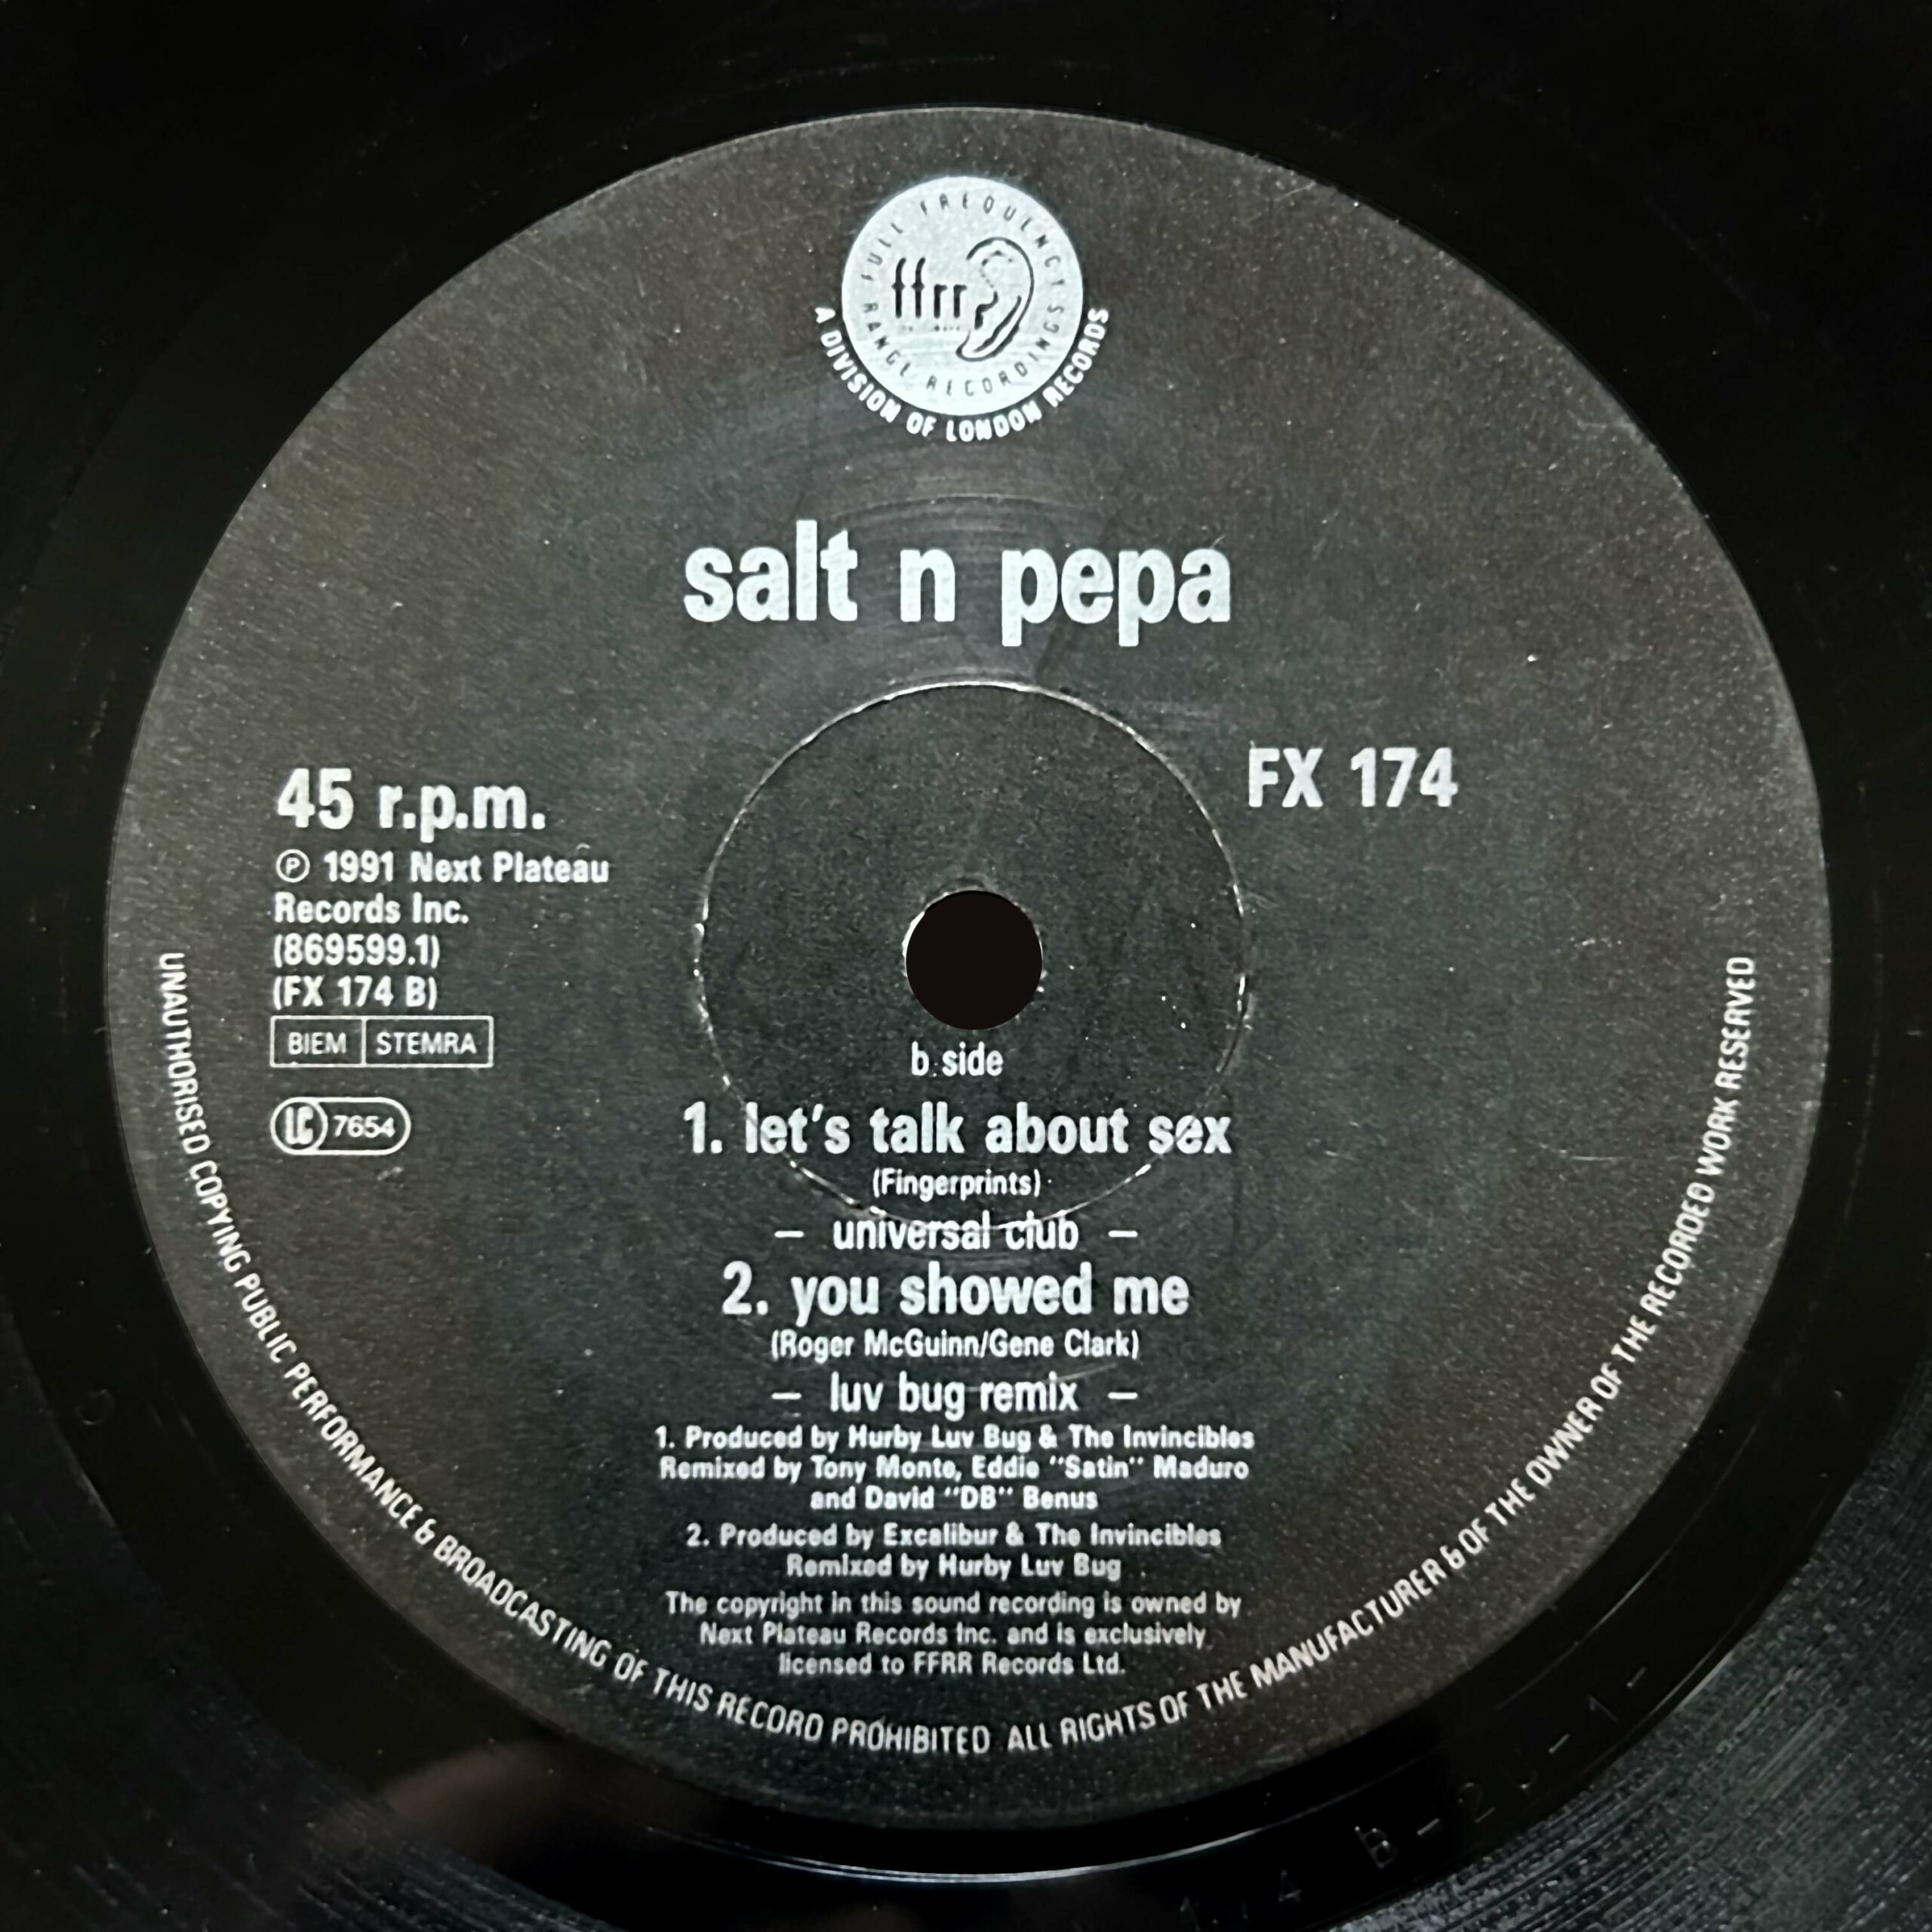 FULL FREQUENCY
RANGE RECORDINGS
ffrr
A DIVISION OF LONDON RECORDS
salt n pepa
FX 174
45 r.p.m.
℗ 1991 Next Plateau
Records Inc.
(869599.1)
(FX 174 B)
BIEM STEMRA
LC 7654
b side
1. let's talk about sex
(Fingerprints)
– universal club –
2. you showed me
(Roger McGuinn/Gene Clark)
– luv bug remix –
1. Produced by Hurby Luv Bug & The Invincibles
Remixed by Tony Monte, Eddie "Satin" Maduro
and David "DB" Benus
2. Produced by Excalibur & The Invincibles
Remixed by Hurby Luv Bug
The copyright in this sound recording is owned by
Next Plateau Records Inc. and is exclusively
licensed to FFRR Records Ltd.
UNAUTHORISED COPYING PUBLIC PERFORMANCE & BROADCASTING OF THIS RECORD PROHIBITED ALL RIGHTS OF THE MANUFACTURER & OF THE OWNER OF THE RECORDED WORK RESERVED